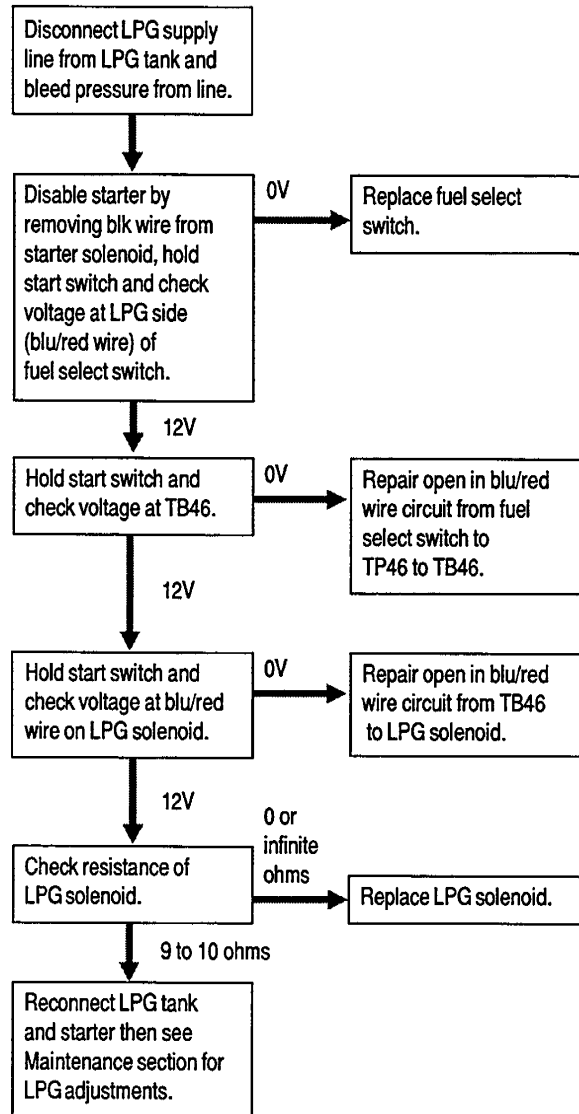 Disconnect LPG supply
line from LPG tank and
bleed pressure from line.
Disable starter by
removing blk wire from
starter solenoid, hold
start switch and check
voltage at LPG side
(blu/red wire) of
fuel select switch.
0V
Replace fuel select
switch.
12V
Hold start switch and
check voltage at TB46.
0V
Repair open in blu/red
wire circuit from fuel
select switch to
TP46 to TB46.
12V
Hold start switch and
check voltage at blu/red
wire on LPG solenoid.
0V
Repair open in blu/red
wire circuit from TB46
to LPG solenoid.
12V
Check resistance of
LPG solenoid.
0 or
infinite
ohms
Replace LPG solenoid.
9 to 10 ohms
Reconnect LPG tank
and starter then see
Maintenance section for
LPG adjustments.